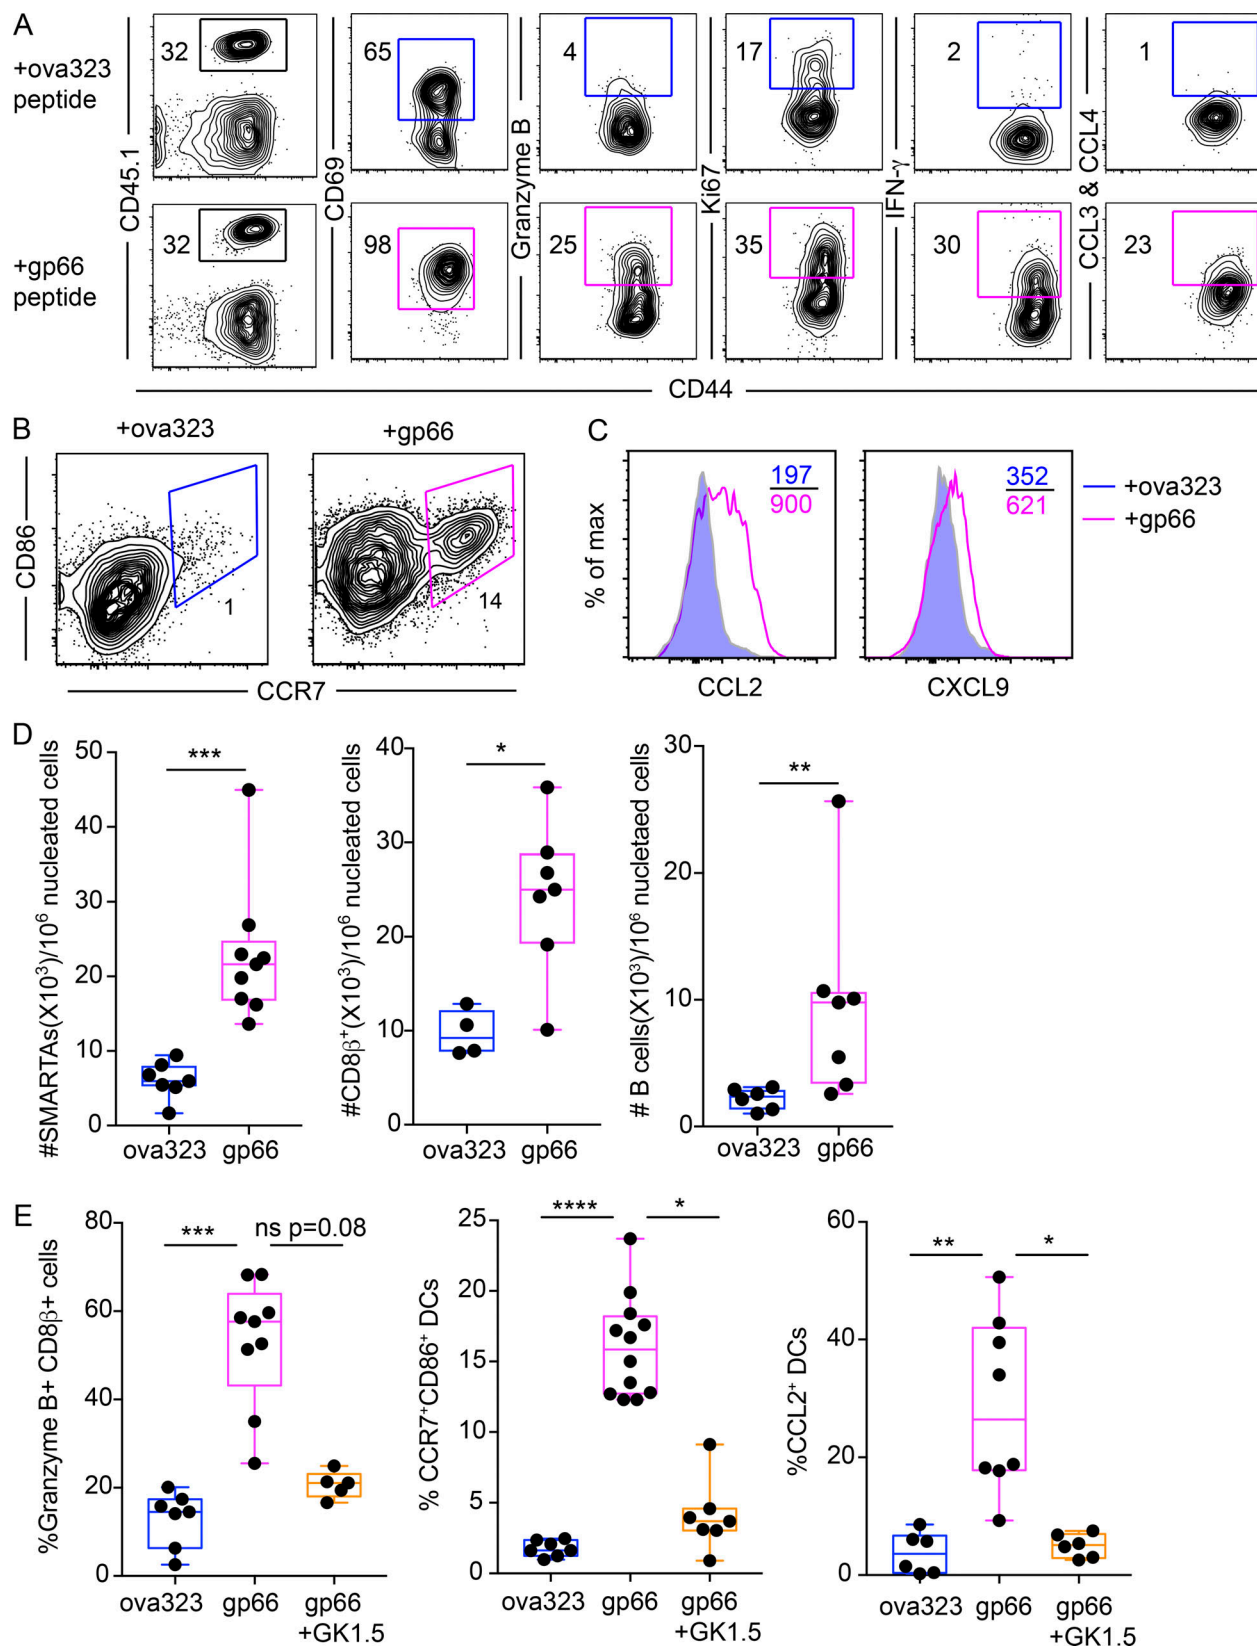 A
+ova323
peptide
+gp66
peptide
CD45.1
32
32
CD69
65
98
Granzyme B
4
25
Ki67
17
35
IFN-γ
2
30
CCL3 & CCL4
1
23
CD44
B
+ova323
+gp66
CD86
1
14
CCR7
C
% of max
197
900
352
621
+ova323
+gp66
CCL2
CXCL9
D
#SMARTAs(X10³)/10⁶ nucleated cells
50
40
30
20
10
0
***
ova323
gp66
#CD8β⁺(X10³)/10⁶ nucleated cells
40
30
20
10
0
*
ova323
gp66
# B cells(X10³)/10⁶ nucletaed cells
30
20
10
0
**
ova323
gp66
E
%Granzyme B+ CD8β+ cells
80
60
40
20
0
***
ns p=0.08
ova323
gp66
gp66
+GK1.5
% CCR7⁺CD86⁺ DCs
25
20
15
10
5
0
****
*
ova323
gp66
gp66
+GK1.5
%CCL2⁺ DCs
60
40
20
0
**
*
ova323
gp66
gp66
+GK1.5